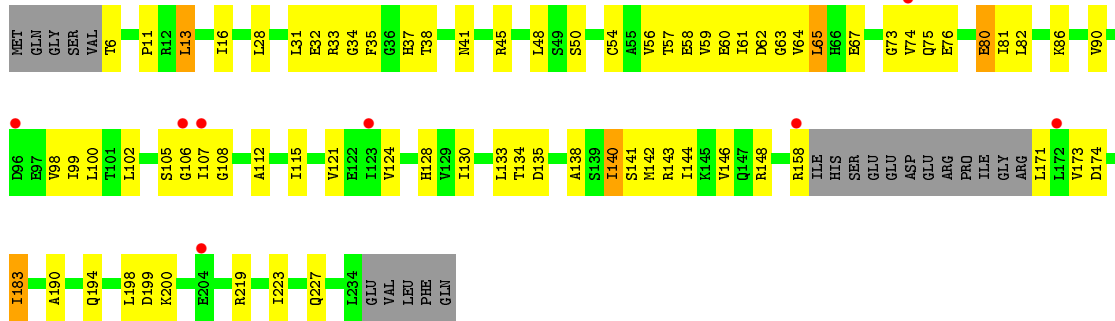 MET GLN GLY SER VAL T6 P11 R12 L13 I16 L28 L31 E32 R33 G34 F35 G36 H37 T38 N41 R45 L48 S49 S50 C54 A55 V56 T57 E58 V59 E60 I61 D62 G63 V64 L65 H66 E67 G73 V74 Q75 E76 E80 I81 L82 K86 V90
D96 E97 V98 I99 L100 T101 L102 S105 G106 I107 G108 A112 I115 V121 E122 I123 V124 H128 V129 I130 L133 T134 D135 A138 S139 I140 S141 M142 R143 I144 K145 V146 Q147 R148 R158 ILE HIS SER GLU GLU ASP GLU ARG PRO ILE GLY ARG L171 L172 V173 D174
I183 A190 Q194 L198 D199 K200 E204 R219 I223 Q227 L234 GLU VAL LEU PHE GLN